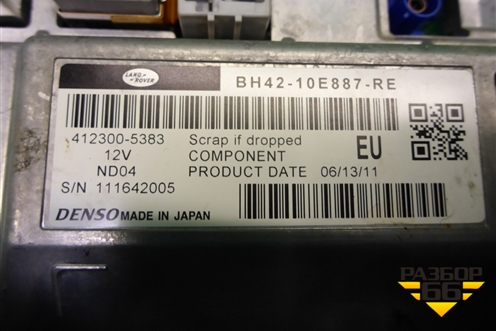 LAND-
ROVER
BH42-10E887-RE
412300-5383 Scrap if dropped
12V COMPONENT EU
ND04 PRODUCT DATE 06/13/11
S/N 111642005
DENSO MADE IN JAPAN
РАЗБОР
66